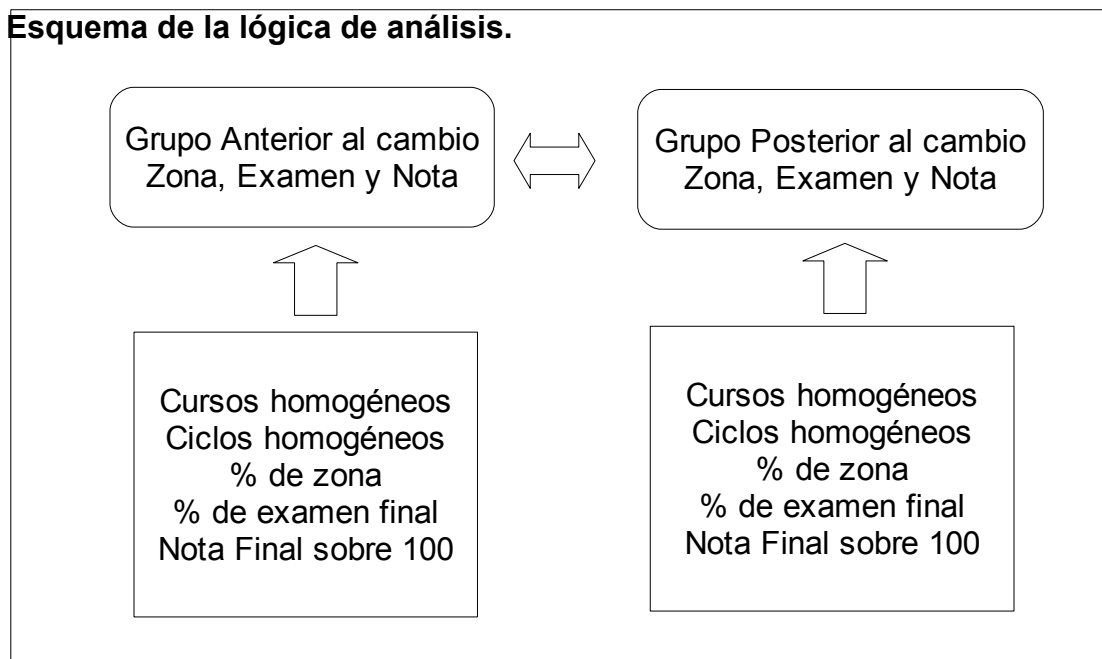 Esquema de la lógica de análisis.
Grupo Anterior al cambio
Zona, Examen y Nota
Grupo Posterior al cambio
Zona, Examen y Nota
Cursos homogéneos
Ciclos homogéneos
% de zona
% de examen final
Nota Final sobre 100
Cursos homogéneos
Ciclos homogéneos
% de zona
% de examen final
Nota Final sobre 100